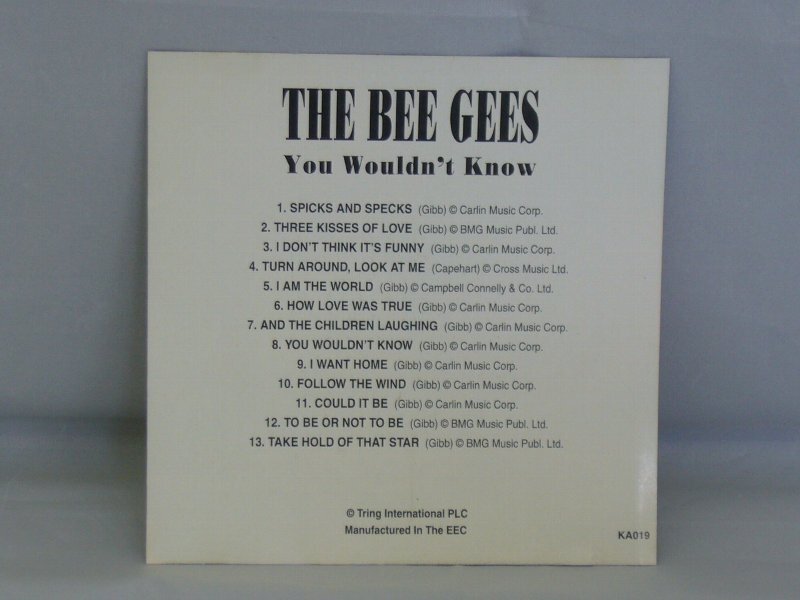 THE BEE GEES
You Wouldn't Know
1. SPICKS AND SPECKS (Gibb) © Carlin Music Corp.
2. THREE KISSES OF LOVE (Gibb) © BMG Music Publ. Ltd.
3. I DON'T THINK IT'S FUNNY (Gibb) © Carlin Music Corp.
4. TURN AROUND, LOOK AT ME (Capehart) © Cross Music Ltd.
5. I AM THE WORLD (Gibb) © Campbell Connelly & Co. Ltd.
6. HOW LOVE WAS TRUE (Gibb) © Carlin Music Corp.
7. AND THE CHILDREN LAUGHING (Gibb) © Carlin Music Corp.
8. YOU WOULDN'T KNOW (Gibb) © Carlin Music Corp.
9. I WANT HOME (Gibb) © Carlin Music Corp.
10. FOLLOW THE WIND (Gibb) © Carlin Music Corp.
11. COULD IT BE (Gibb) © Carlin Music Corp.
12. TO BE OR NOT TO BE (Gibb) © BMG Music Publ. Ltd.
13. TAKE HOLD OF THAT STAR (Gibb) © BMG Music Publ. Ltd.
© Tring International PLC
Manufactured In The EEC
KA019